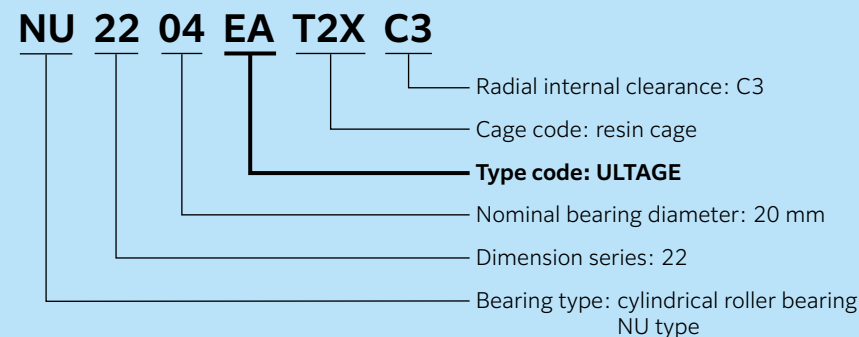 NU 22 04 EA T2X C3
Radial internal clearance: C3
Cage code: resin cage
Type code: ULTAGE
Nominal bearing diameter: 20 mm
Dimension series: 22
Bearing type: cylindrical roller bearing
NU type